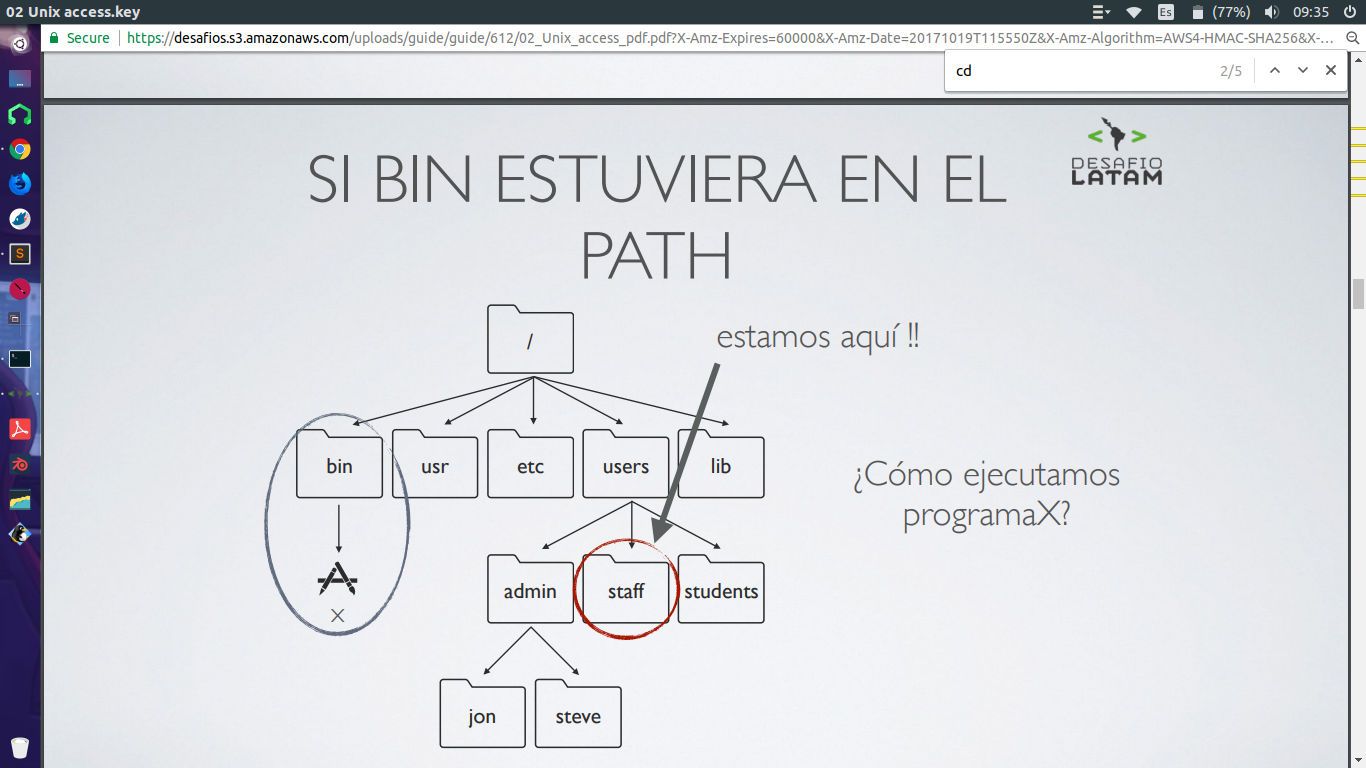 02 Unix access.key
Es
(77%)
09:35
Secure
https://desafios.s3.amazonaws.com/uploads/guide/guide/612/02_Unix_access_pdf.pdf?X-Amz-Expires=60000&X-Amz-Date=20171019T115550Z&X-Amz-Algorithm=AWS4-HMAC-SHA256&X-...
cd
2/5
< >
DESAFIO
LATAM
SI BIN ESTUVIERA EN EL
PATH
/
estamos aquí !!
bin
usr
etc
users
lib
¿Cómo ejecutamos
programaX?
X
admin
staff
students
jon
steve